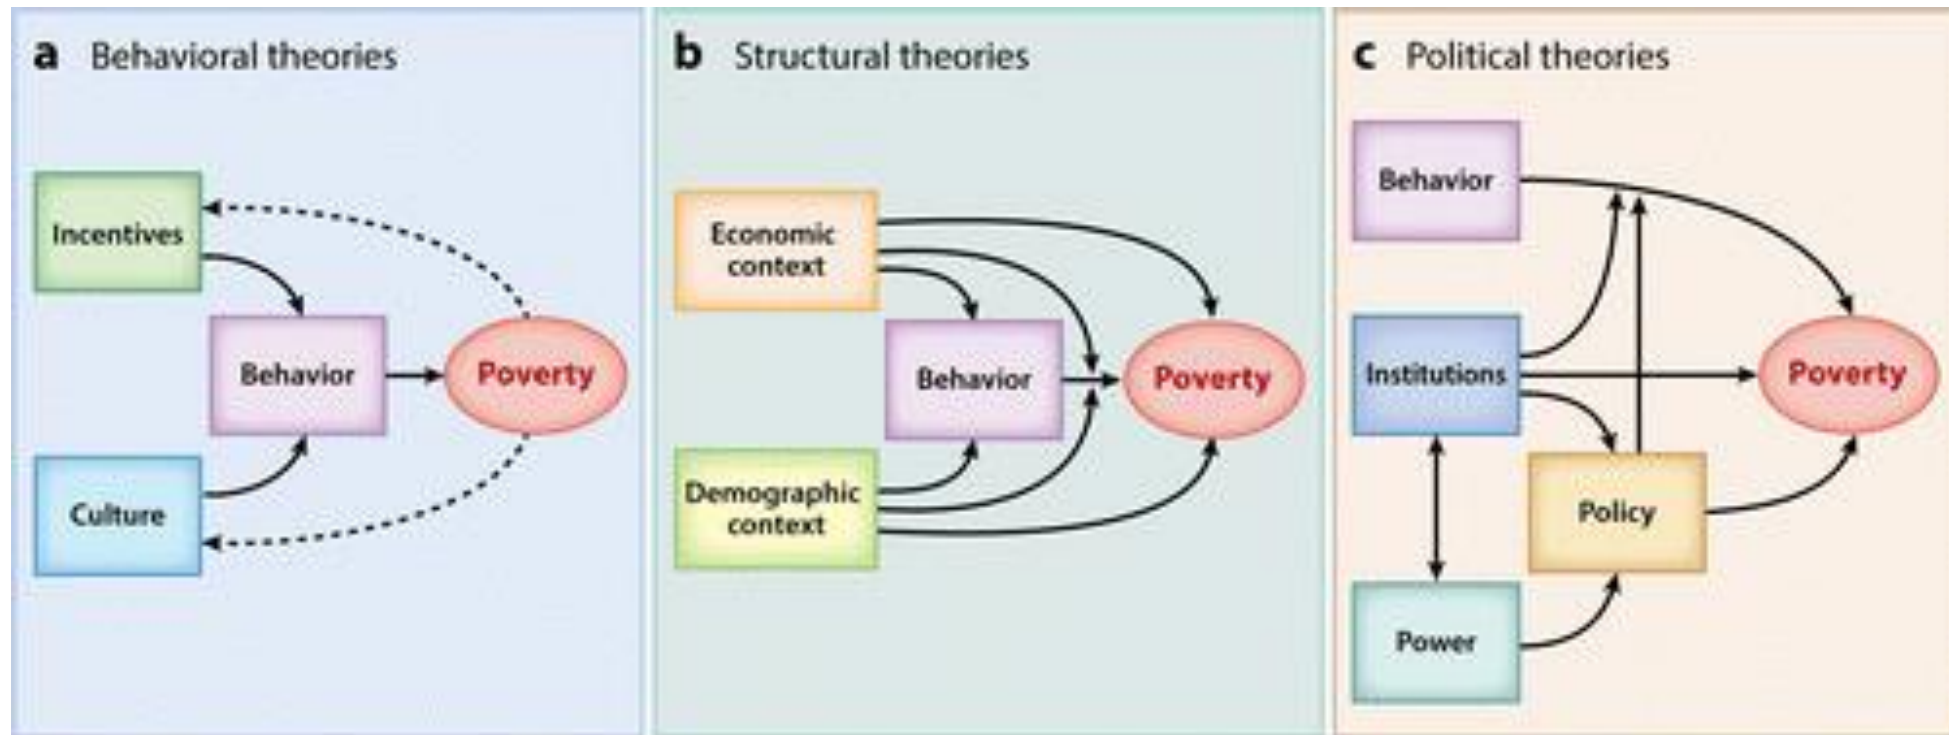 a Behavioral theories
Incentives
Behavior
Poverty
Culture
b Structural theories
Economic
context
Behavior
Poverty
Demographic
context
c Political theories
Behavior
Institutions
Poverty
Policy
Power